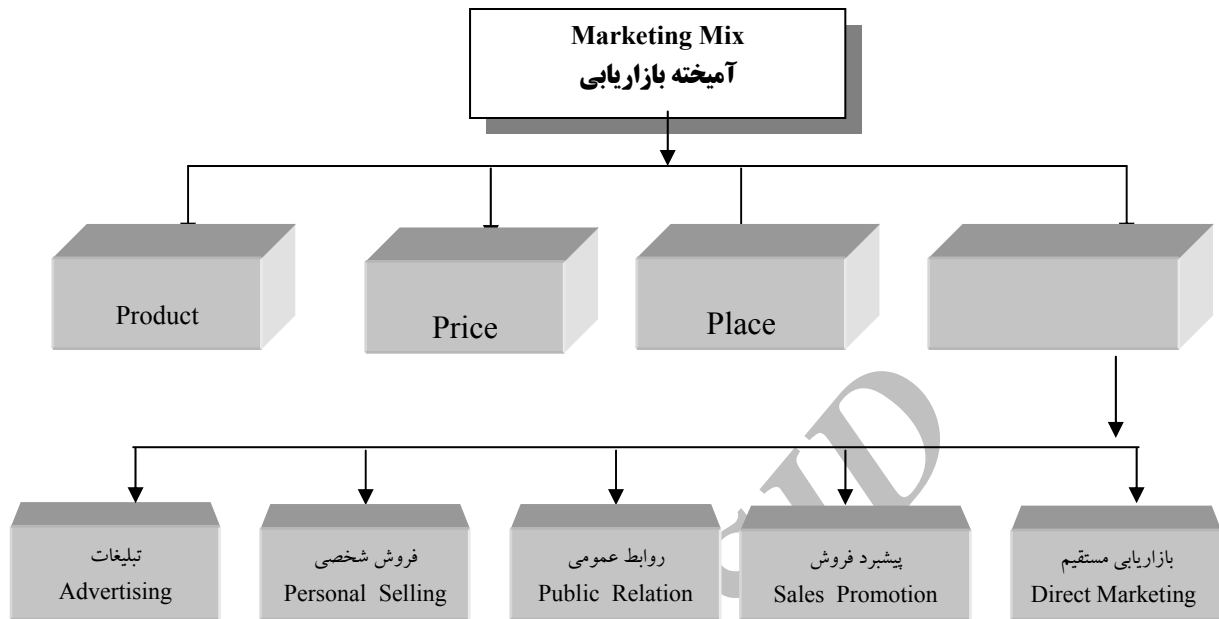 Marketing Mix
آمیخته بازاریابی
Product
Price
Place
تبلیغات
Advertising
فروش شخصی
Personal Selling
روابط عمومی
Public Relation
پیشبرد فروش
Sales Promotion
بازاریابی مستقیم
Direct Marketing